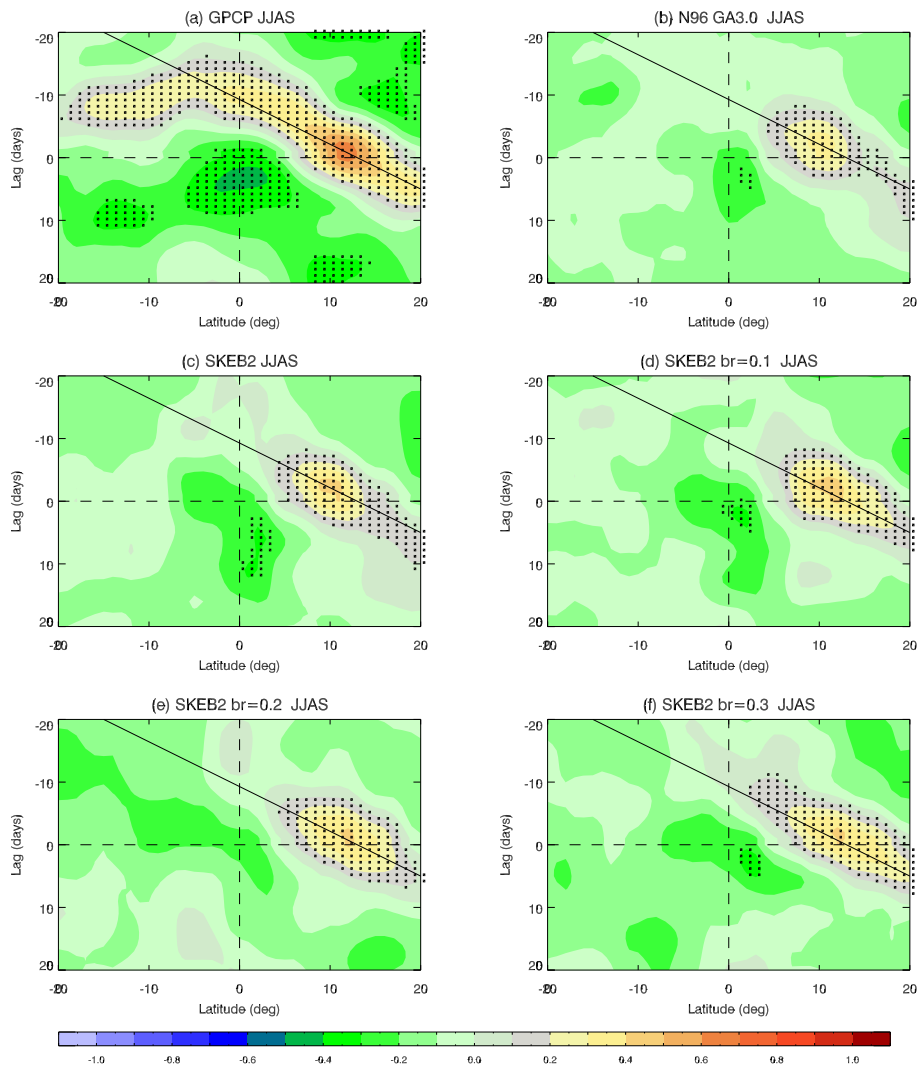 (a) GPCP JJAS
(b) N96 GA3.0 JJAS
-20
-10
0
10
20
Lag (days)
-20 -10 0 10 20
Latitude (deg)
-20
-10
0
10
20
Lag (days)
-20 -10 0 10 20
Latitude (deg)
(c) SKEB2 JJAS
(d) SKEB2 br=0.1 JJAS
-20
-10
0
10
20
Lag (days)
-20 -10 0 10 20
Latitude (deg)
-20
-10
0
10
20
Lag (days)
-20 -10 0 10 20
Latitude (deg)
(e) SKEB2 br=0.2 JJAS
(f) SKEB2 br=0.3 JJAS
-20
-10
0
10
20
Lag (days)
-20 -10 0 10 20
Latitude (deg)
-20
-10
0
10
20
Lag (days)
-20 -10 0 10 20
Latitude (deg)
-1.0 -0.8 -0.6 -0.4 -0.2 0.0 0.2 0.4 0.6 0.8 1.0